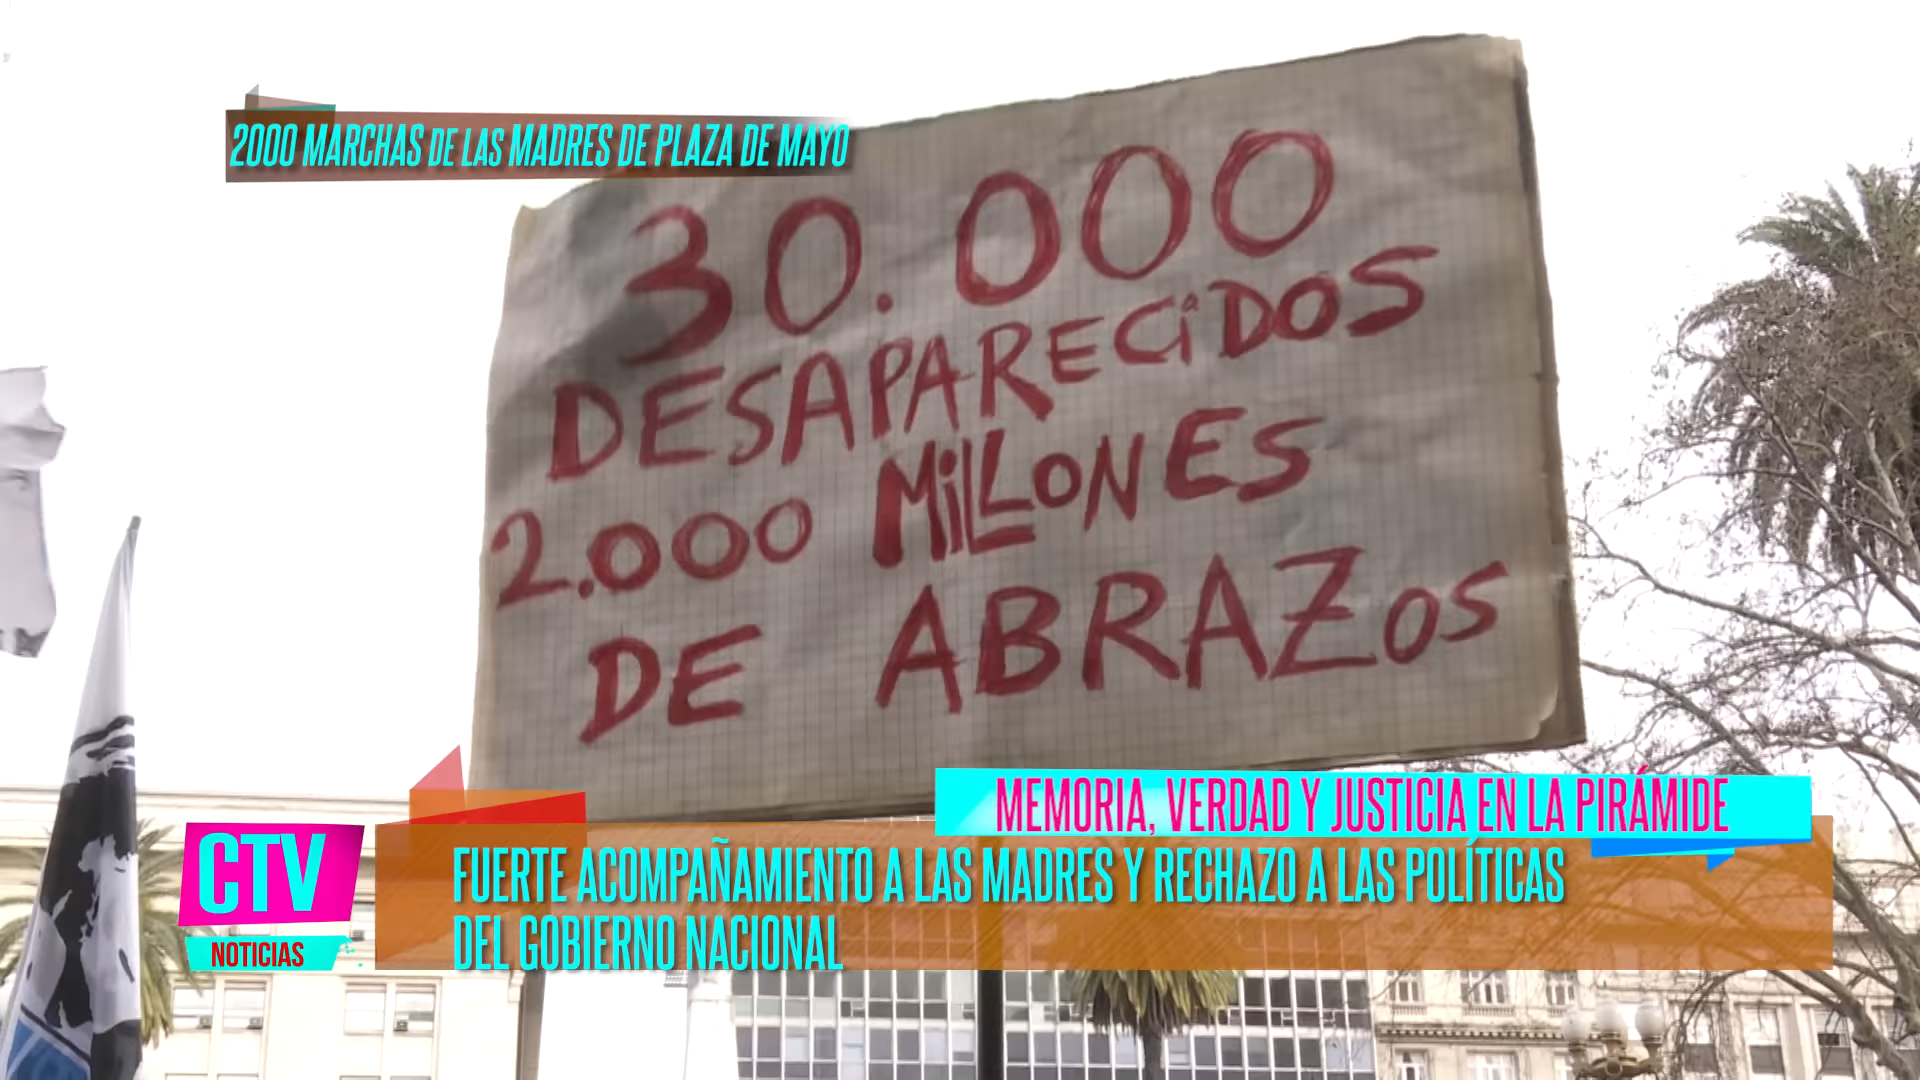 2000 MARCHAS DE LAS MADRES DE PLAZA DE MAYO
30.000
DESAPARECiDOS
2.000 MiLLONES
DE ABRAZOS
MEMORIA, VERDAD Y JUSTICIA EN LA PIRÁMIDE
CTV
NOTICIAS
FUERTE ACOMPAÑAMIENTO A LAS MADRES Y RECHAZO A LAS POLÍTICAS
DEL GOBIERNO NACIONAL